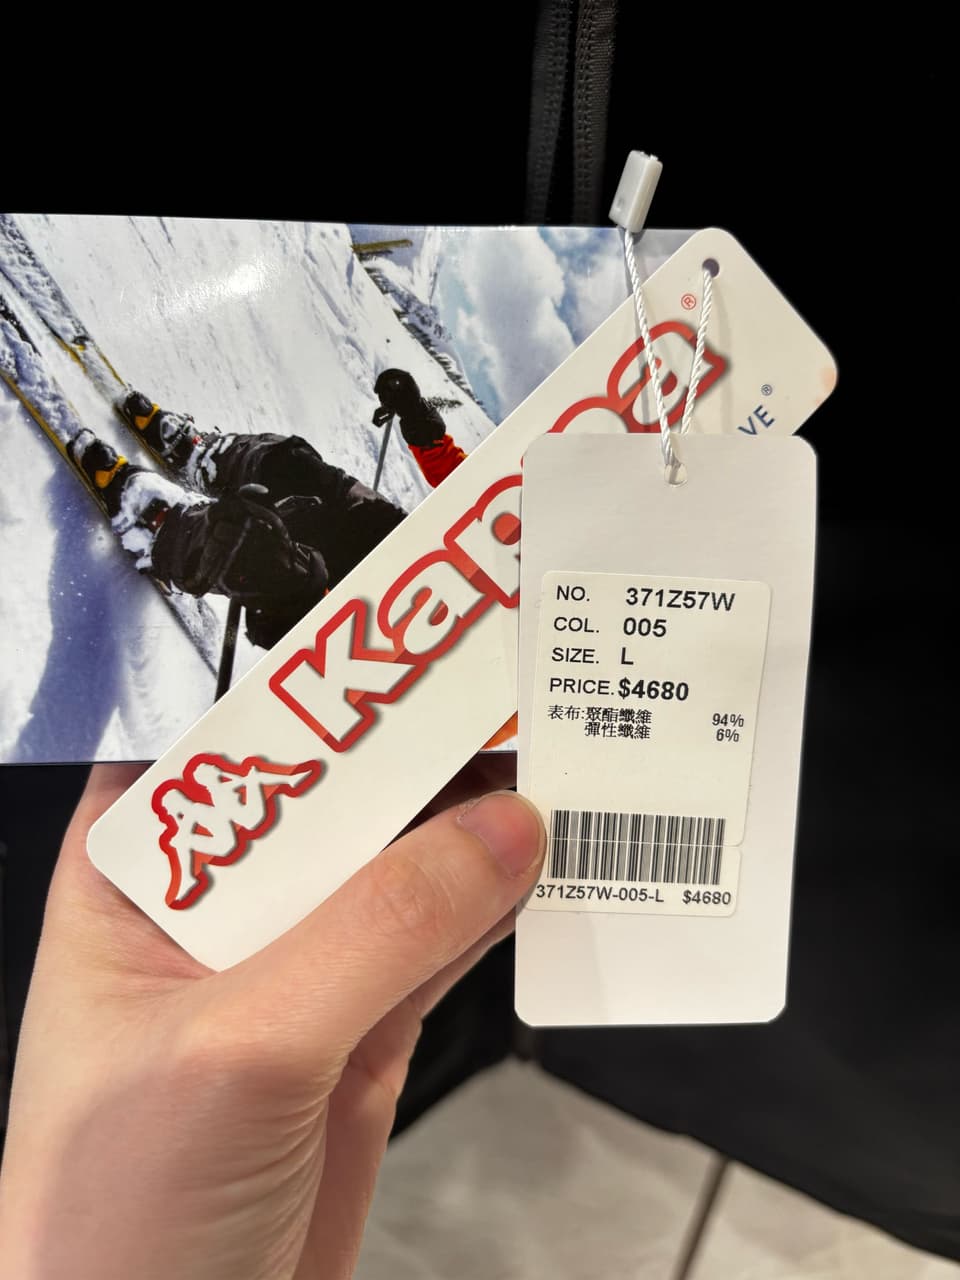 Kappa®
VE®
NO. 371Z57W
COL. 005
SIZE. L
PRICE. $4680
表布:聚酯纖維 94%
彈性纖維 6%
371Z57W-005-L $4680